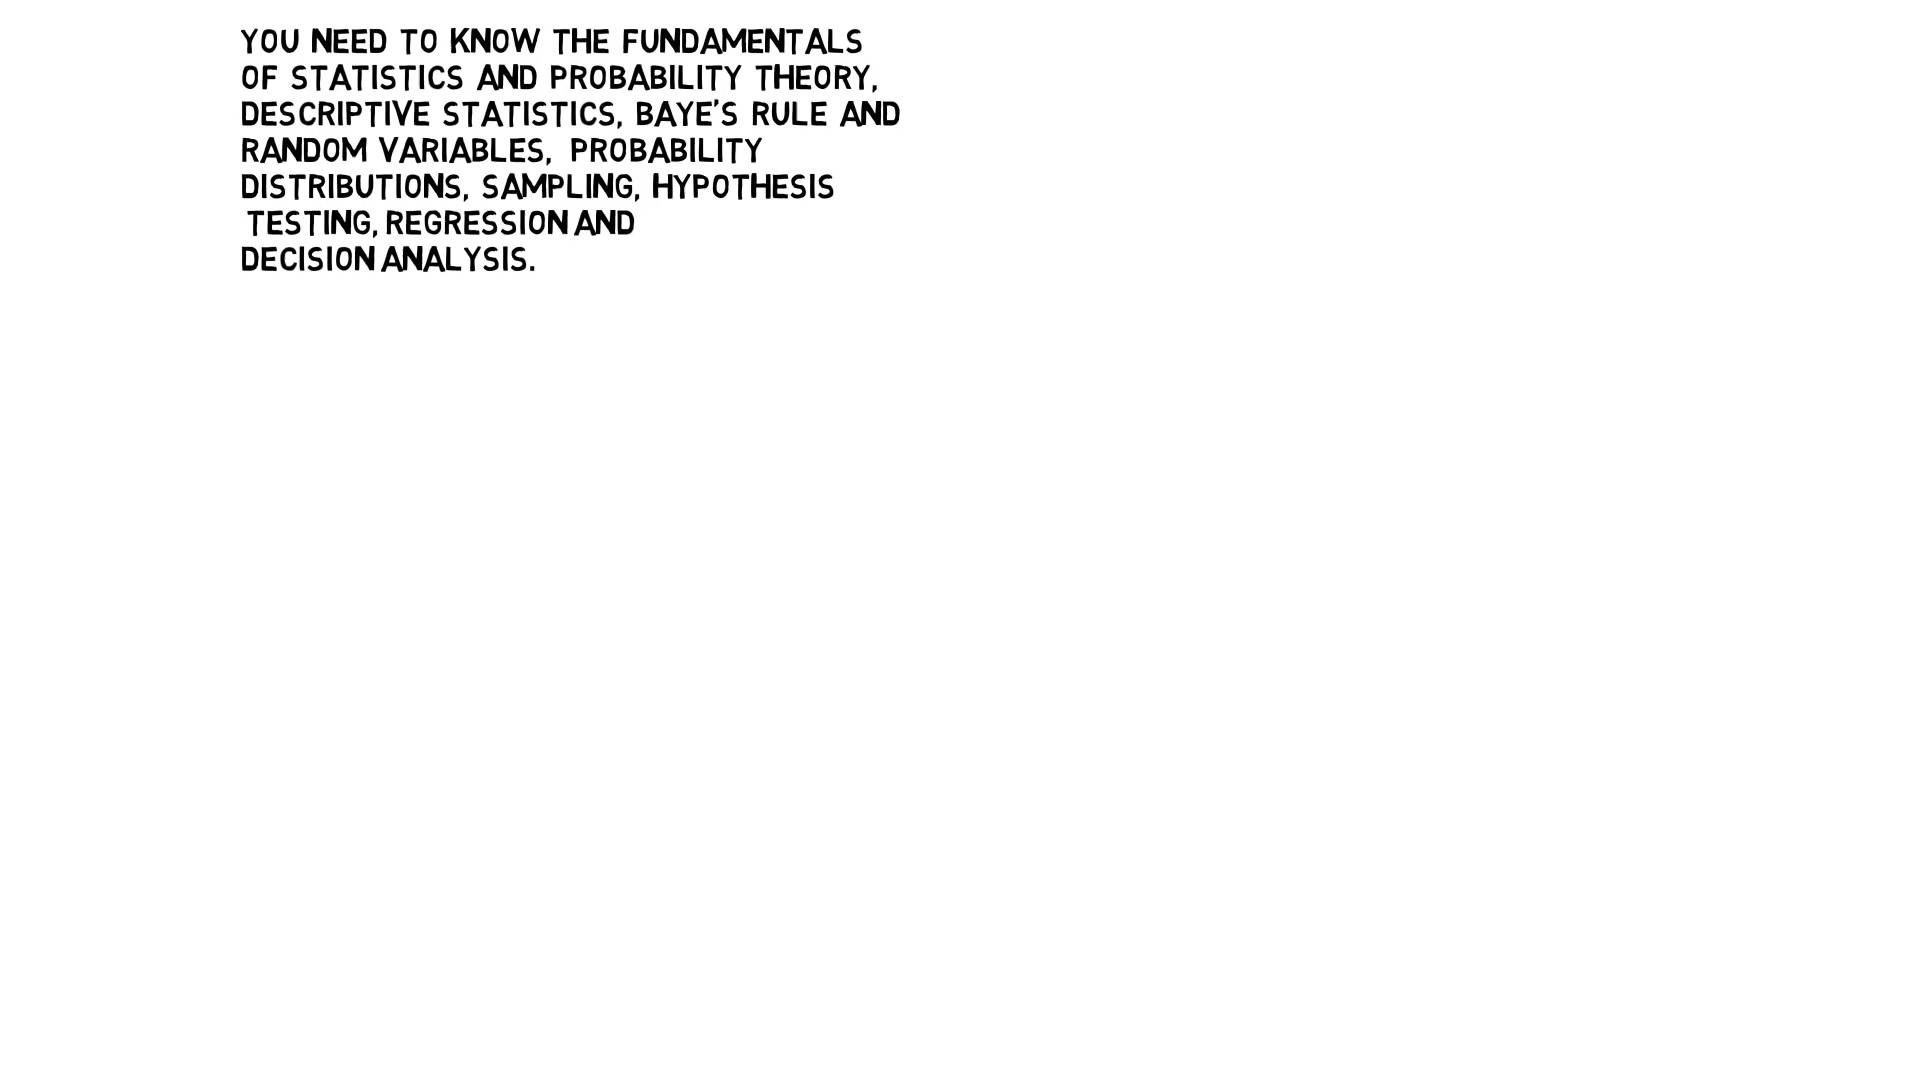 YOU NEED TO KNOW THE FUNDAMENTALS
OF STATISTICS AND PROBABILITY THEORY,
DESCRIPTIVE STATISTICS, BAYE'S RULE AND
RANDOM VARIABLES, PROBABILITY
DISTRIBUTIONS, SAMPLING, HYPOTHESIS
TESTING, REGRESSION AND
DECISION ANALYSIS.